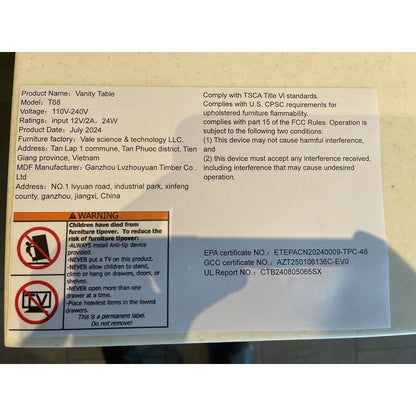 Product Name: Vanity Table
Model: T68
Voltage: 110V-240V
Ratings: input 12V/2A，24W
Product Date: July 2024
Furniture factory: Vale science & technology LLC.
Address: Tan Lap 1 commune, Tan Phuoc district, Tien
Giang province, Vietnam
MDF Manufacturer: Ganzhou Lvzhouyuan Timber Co..
Ltd
Address: NO.1 lvyuan road, industrial park, xinfeng
county, ganzhou, jiangxi, China
WARNING
Children have died from
furniture tipover. To reduce the
risk of furniture tipover:
-ALWAYS install Anti-tip device
provided.
-NEVER put a TV on this product.
-NEVER allow children to stand,
climb or hang on drawers, doors, or
shelves.
-NEVER open more than one
drawer at a time.
- Place heaviest items in the lowest
drawers.
This is a permanent label.
Do not remove!
TV
Comply with TSCA Title VI standards.
Complies with U.S. CPSC requirements for
upholstered furniture flammability.
complies with part 15 of the FCC Rules. Operation is
subject to the following two conditions:
(1) This device may not cause harmful interference,
and
(2) this device must accept any interference received,
including interference that may cause undesired
operation.
EPA certificate NO.: ETEPACN20240009-TPC-48
GCC certificate NO.: AZT250106136C-EV0
UL Report NO.: CTB240805065SX